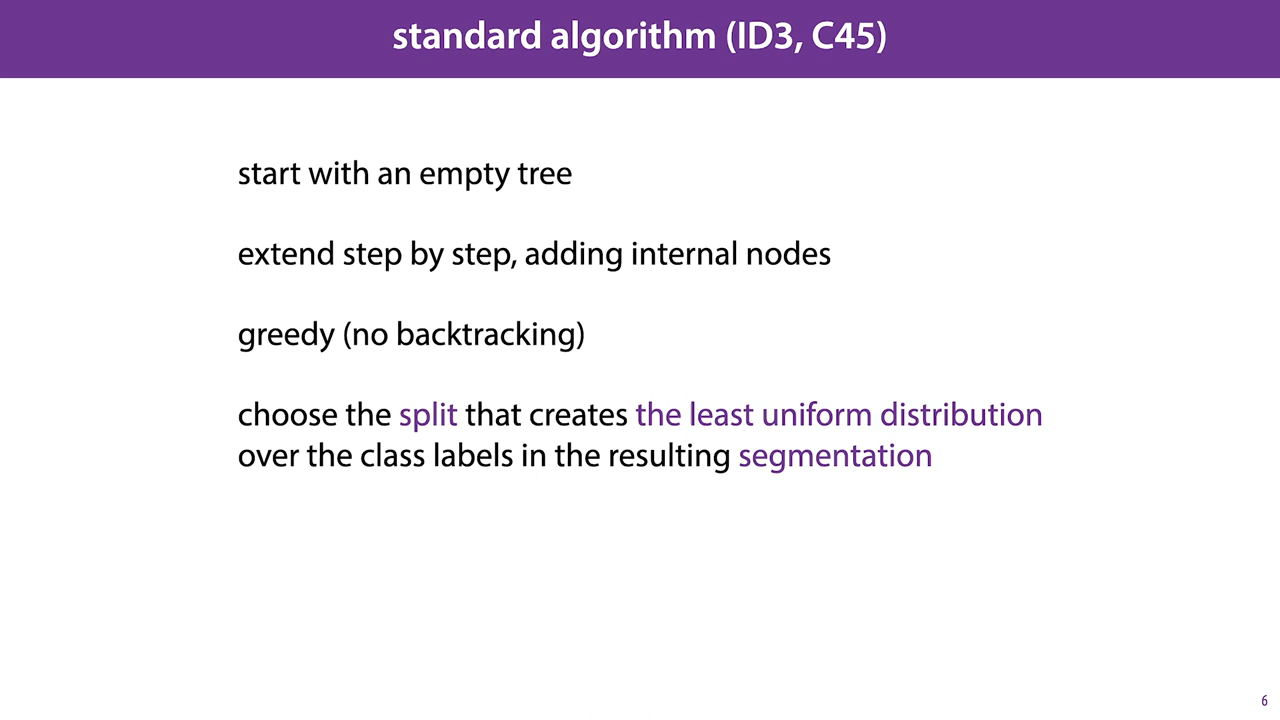 standard algorithm (ID3, C45)
start with an empty tree
extend step by step, adding internal nodes
greedy (no backtracking)
choose the split that creates the least uniform distribution
over the class labels in the resulting segmentation
6